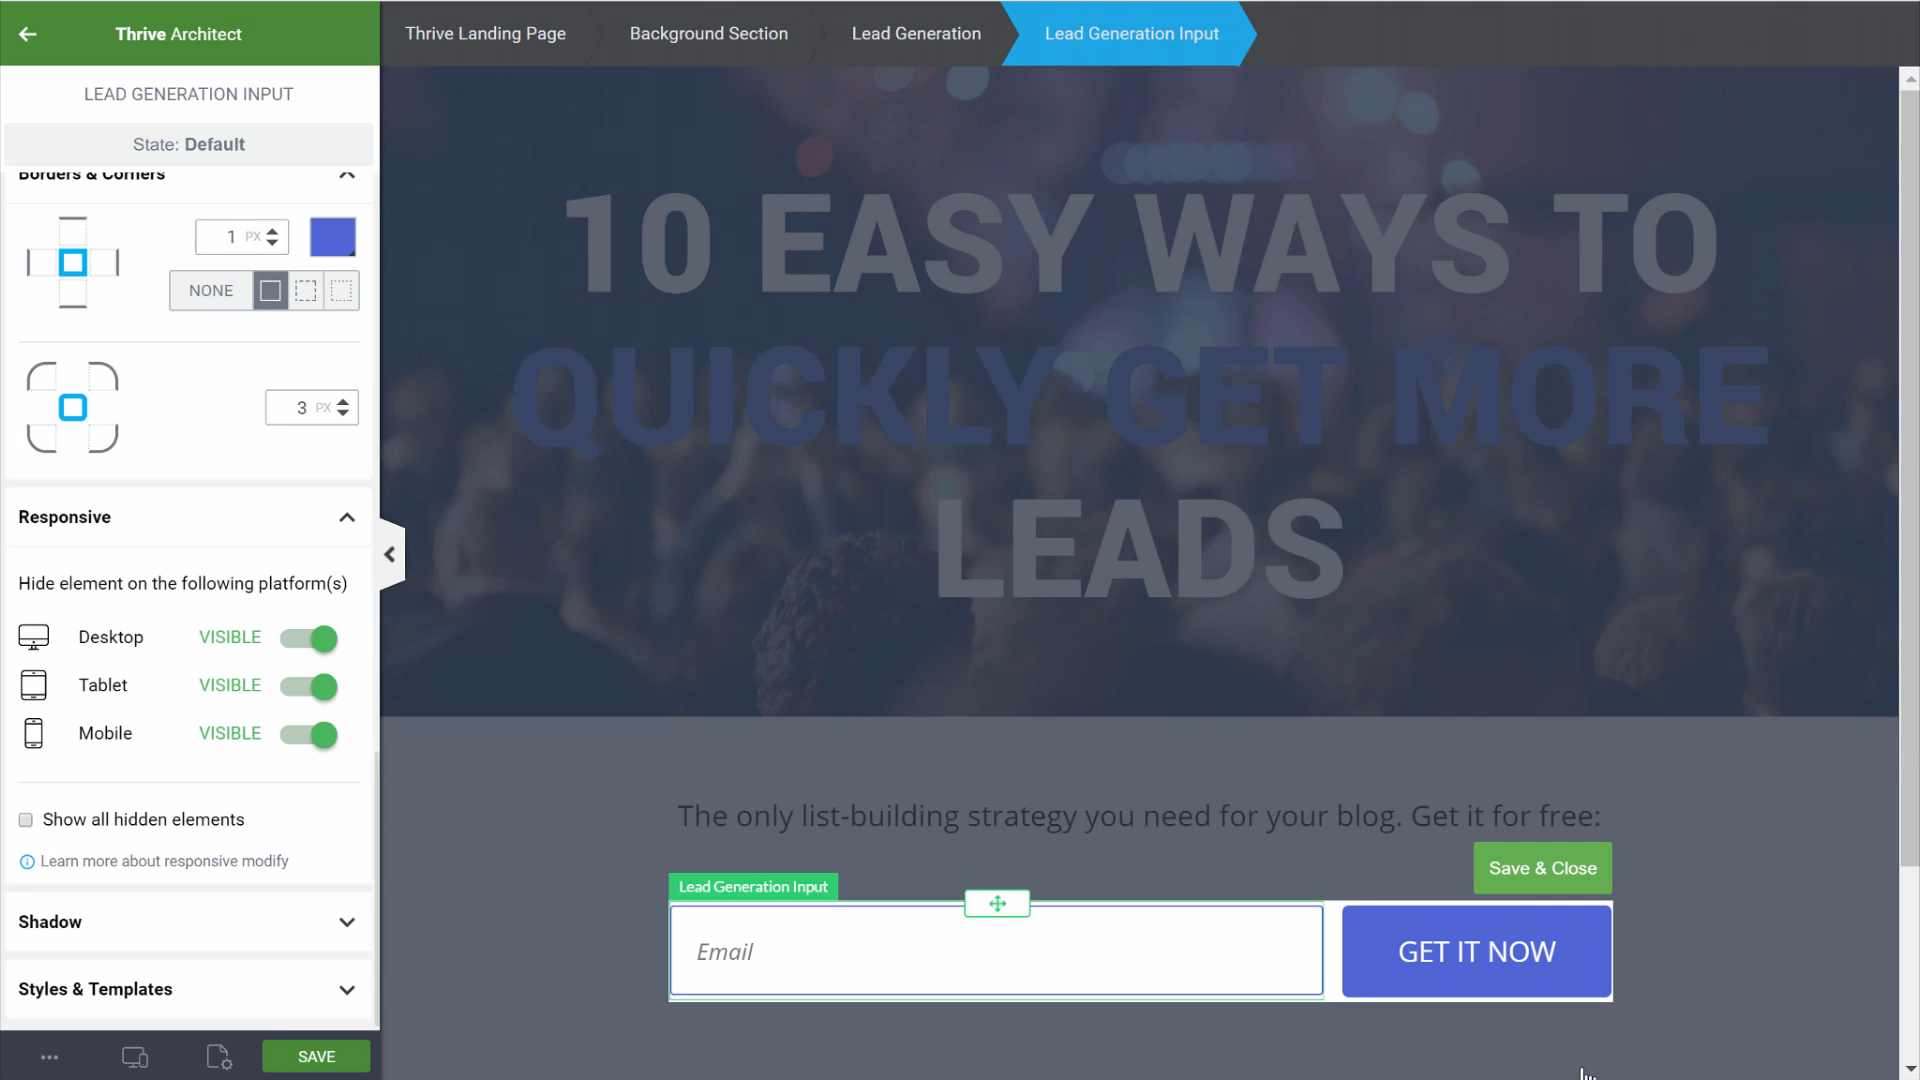 Thrive Architect
Thrive Landing Page
Background Section
Lead Generation
Lead Generation Input
LEAD GENERATION INPUT
State: Default
Borders & Corners
1 PX
NONE
3 PX
Responsive
Hide element on the following platform(s)
Desktop VISIBLE
Tablet VISIBLE
Mobile VISIBLE
Show all hidden elements
Learn more about responsive modify
Shadow
Styles & Templates
SAVE
10 EASY WAYS TO
QUICKLY GET MORE
LEADS
The only list-building strategy you need for your blog. Get it for free:
Save & Close
Lead Generation Input
Email
GET IT NOW